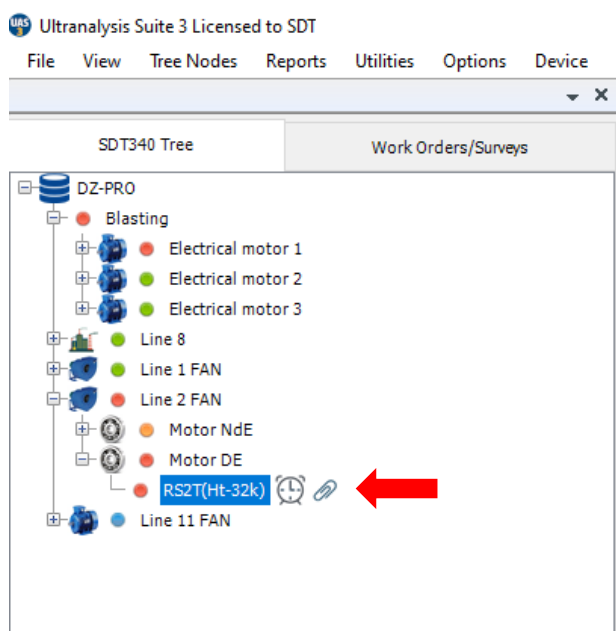 UAS 3 Ultranalysis Suite 3 Licensed to SDT
File View Tree Nodes Reports Utilities Options Device
SDT340 Tree Work Orders/Surveys
DZ-PRO
Blasting
Electrical motor 1
Electrical motor 2
Electrical motor 3
Line 8
Line 1 FAN
Line 2 FAN
Motor NdE
Motor DE
RS2T(Ht-32k)
Line 11 FAN